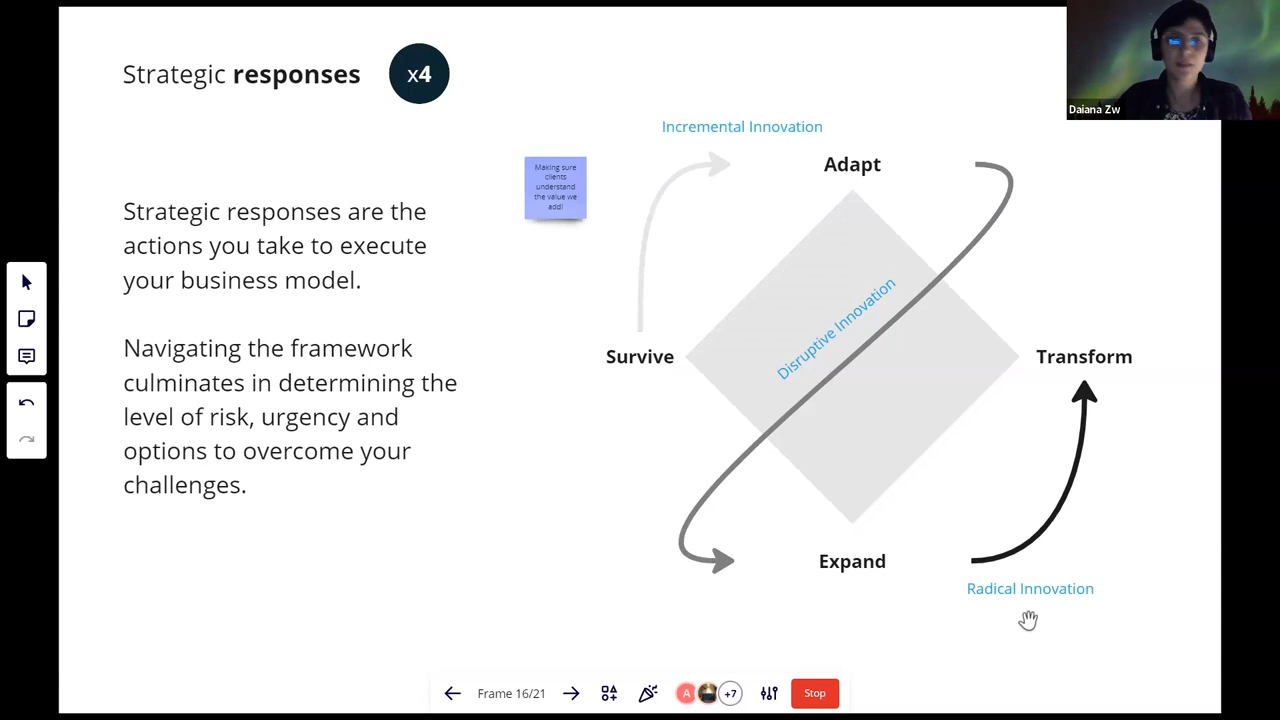 Strategic responses
x4
Daiana Zw
Incremental Innovation
Making sure
clients
understand
the value we
add!
Adapt
Strategic responses are the
actions you take to execute
your business model.
Disruptive Innovation
Navigating the framework
culminates in determining the
level of risk, urgency and
options to overcome your
challenges.
Survive
Transform
Expand
Radical Innovation
Frame 16/21
A
+7
Stop